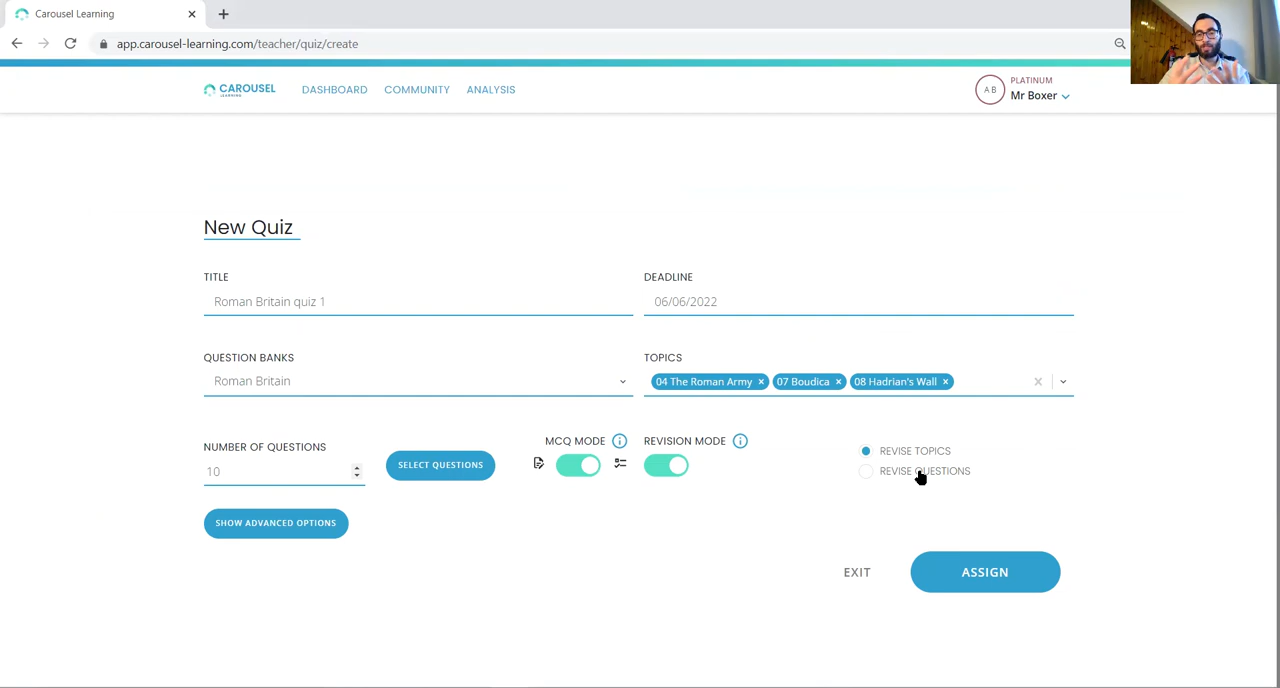 Carousel Learning
app.carousel-learning.com/teacher/quiz/create
CAROUSEL
LEARNING
DASHBOARD
COMMUNITY
ANALYSIS
A B
PLATINUM
Mr Boxer
New Quiz
TITLE
Roman Britain quiz 1
DEADLINE
06/06/2022
QUESTION BANKS
Roman Britain
TOPICS
04 The Roman Army ×
07 Boudica ×
08 Hadrian's Wall ×
NUMBER OF QUESTIONS
10
SELECT QUESTIONS
MCQ MODE
REVISION MODE
REVISE TOPICS
REVISE QUESTIONS
SHOW ADVANCED OPTIONS
EXIT
ASSIGN